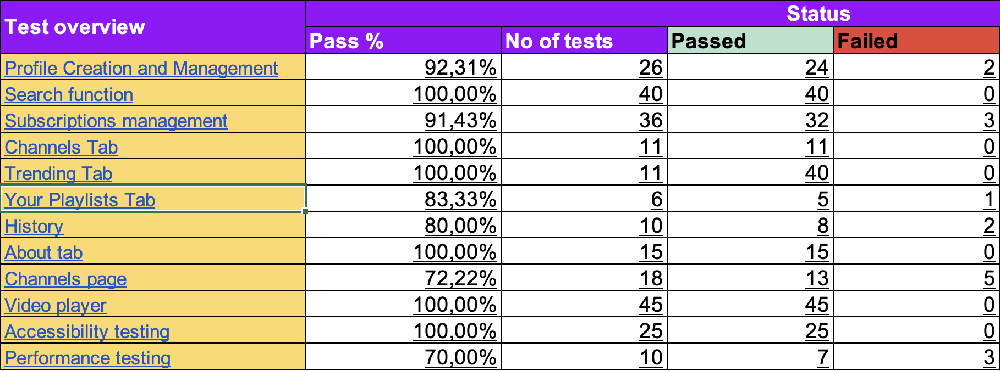 Test overview Status
Pass % No of tests Passed Failed
Profile Creation and Management 92,31% 26 24 2
Search function 100,00% 40 40 0
Subscriptions management 91,43% 36 32 3
Channels Tab 100,00% 11 11 0
Trending Tab 100,00% 11 40 0
Your Playlists Tab 83,33% 6 5 1
History 80,00% 10 8 2
About tab 100,00% 15 15 0
Channels page 72,22% 18 13 5
Video player 100,00% 45 45 0
Accessibility testing 100,00% 25 25 0
Performance testing 70,00% 10 7 3